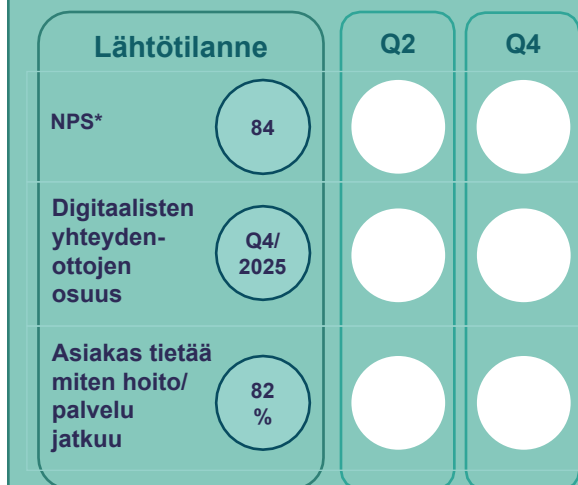 Lähtötilanne
Q2
Q4
NPS*
84
Digitaalisten
yhteyden-
ottojen
osuus
Q4/
2025
Asiakas tietää
miten hoito/
palvelu
jatkuu
82
%